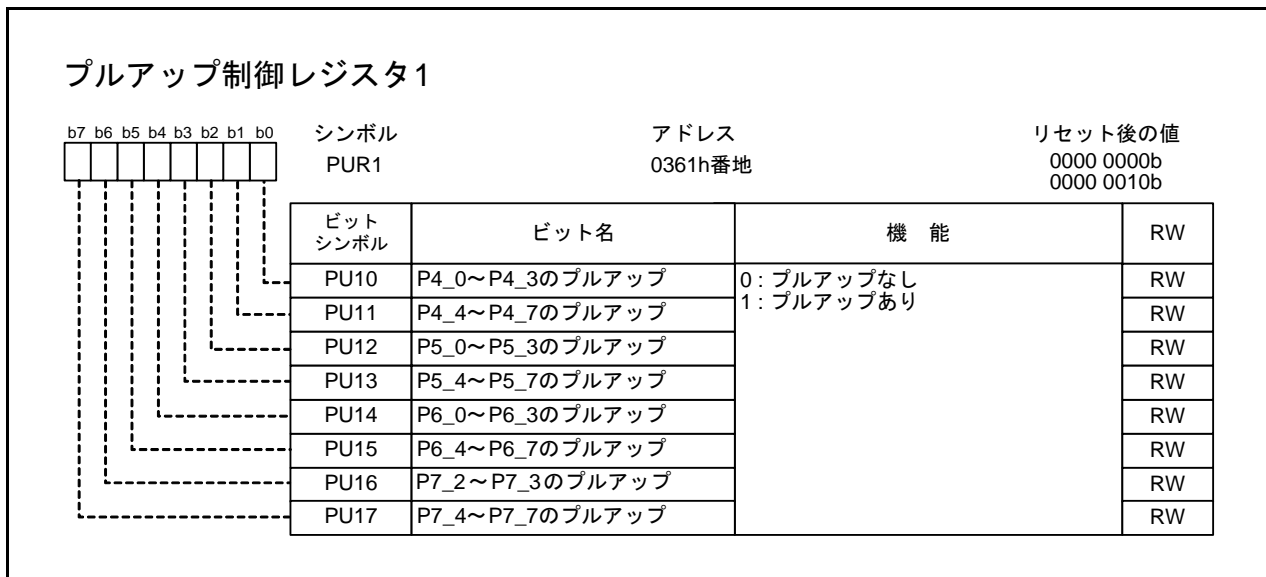 プルアップ制御レジスタ1
b7 b6 b5 b4 b3 b2 b1 b0
シンボル アドレス リセット後の値
PUR1 0361h番地 0000 0000b
0000 0010b
ビット
シンボル ビット名 機 能 RW
PU10 P4_0～P4_3のプルアップ 0 : プルアップなし RW
1 : プルアップあり
PU11 P4_4～P4_7のプルアップ RW
PU12 P5_0～P5_3のプルアップ RW
PU13 P5_4～P5_7のプルアップ RW
PU14 P6_0～P6_3のプルアップ RW
PU15 P6_4～P6_7のプルアップ RW
PU16 P7_2～P7_3のプルアップ RW
PU17 P7_4～P7_7のプルアップ RW